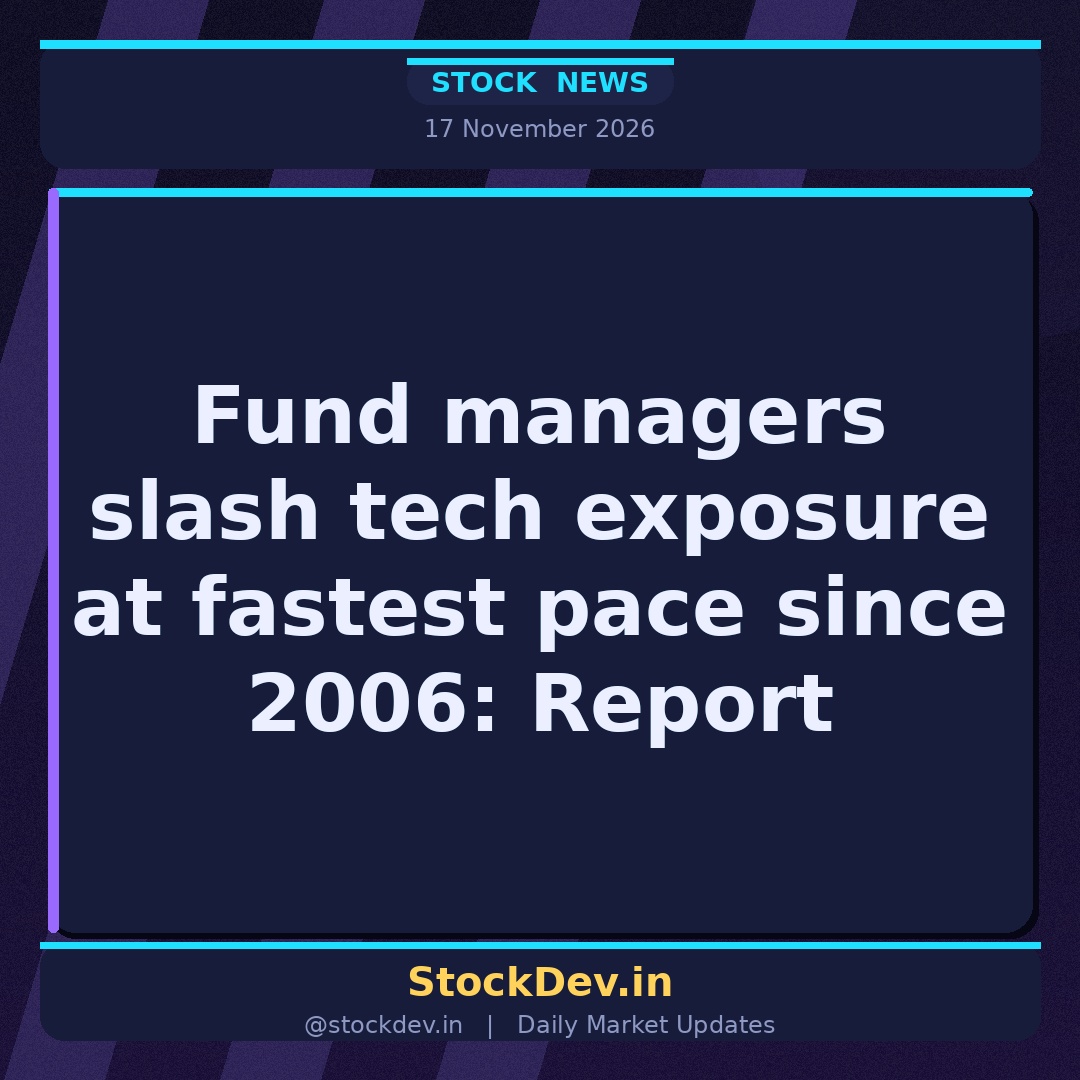 STOCK NEWS
17 November 2026
Fund managers
slash tech exposure
at fastest pace since
2006: Report
StockDev.in
@stockdev.in | Daily Market Updates